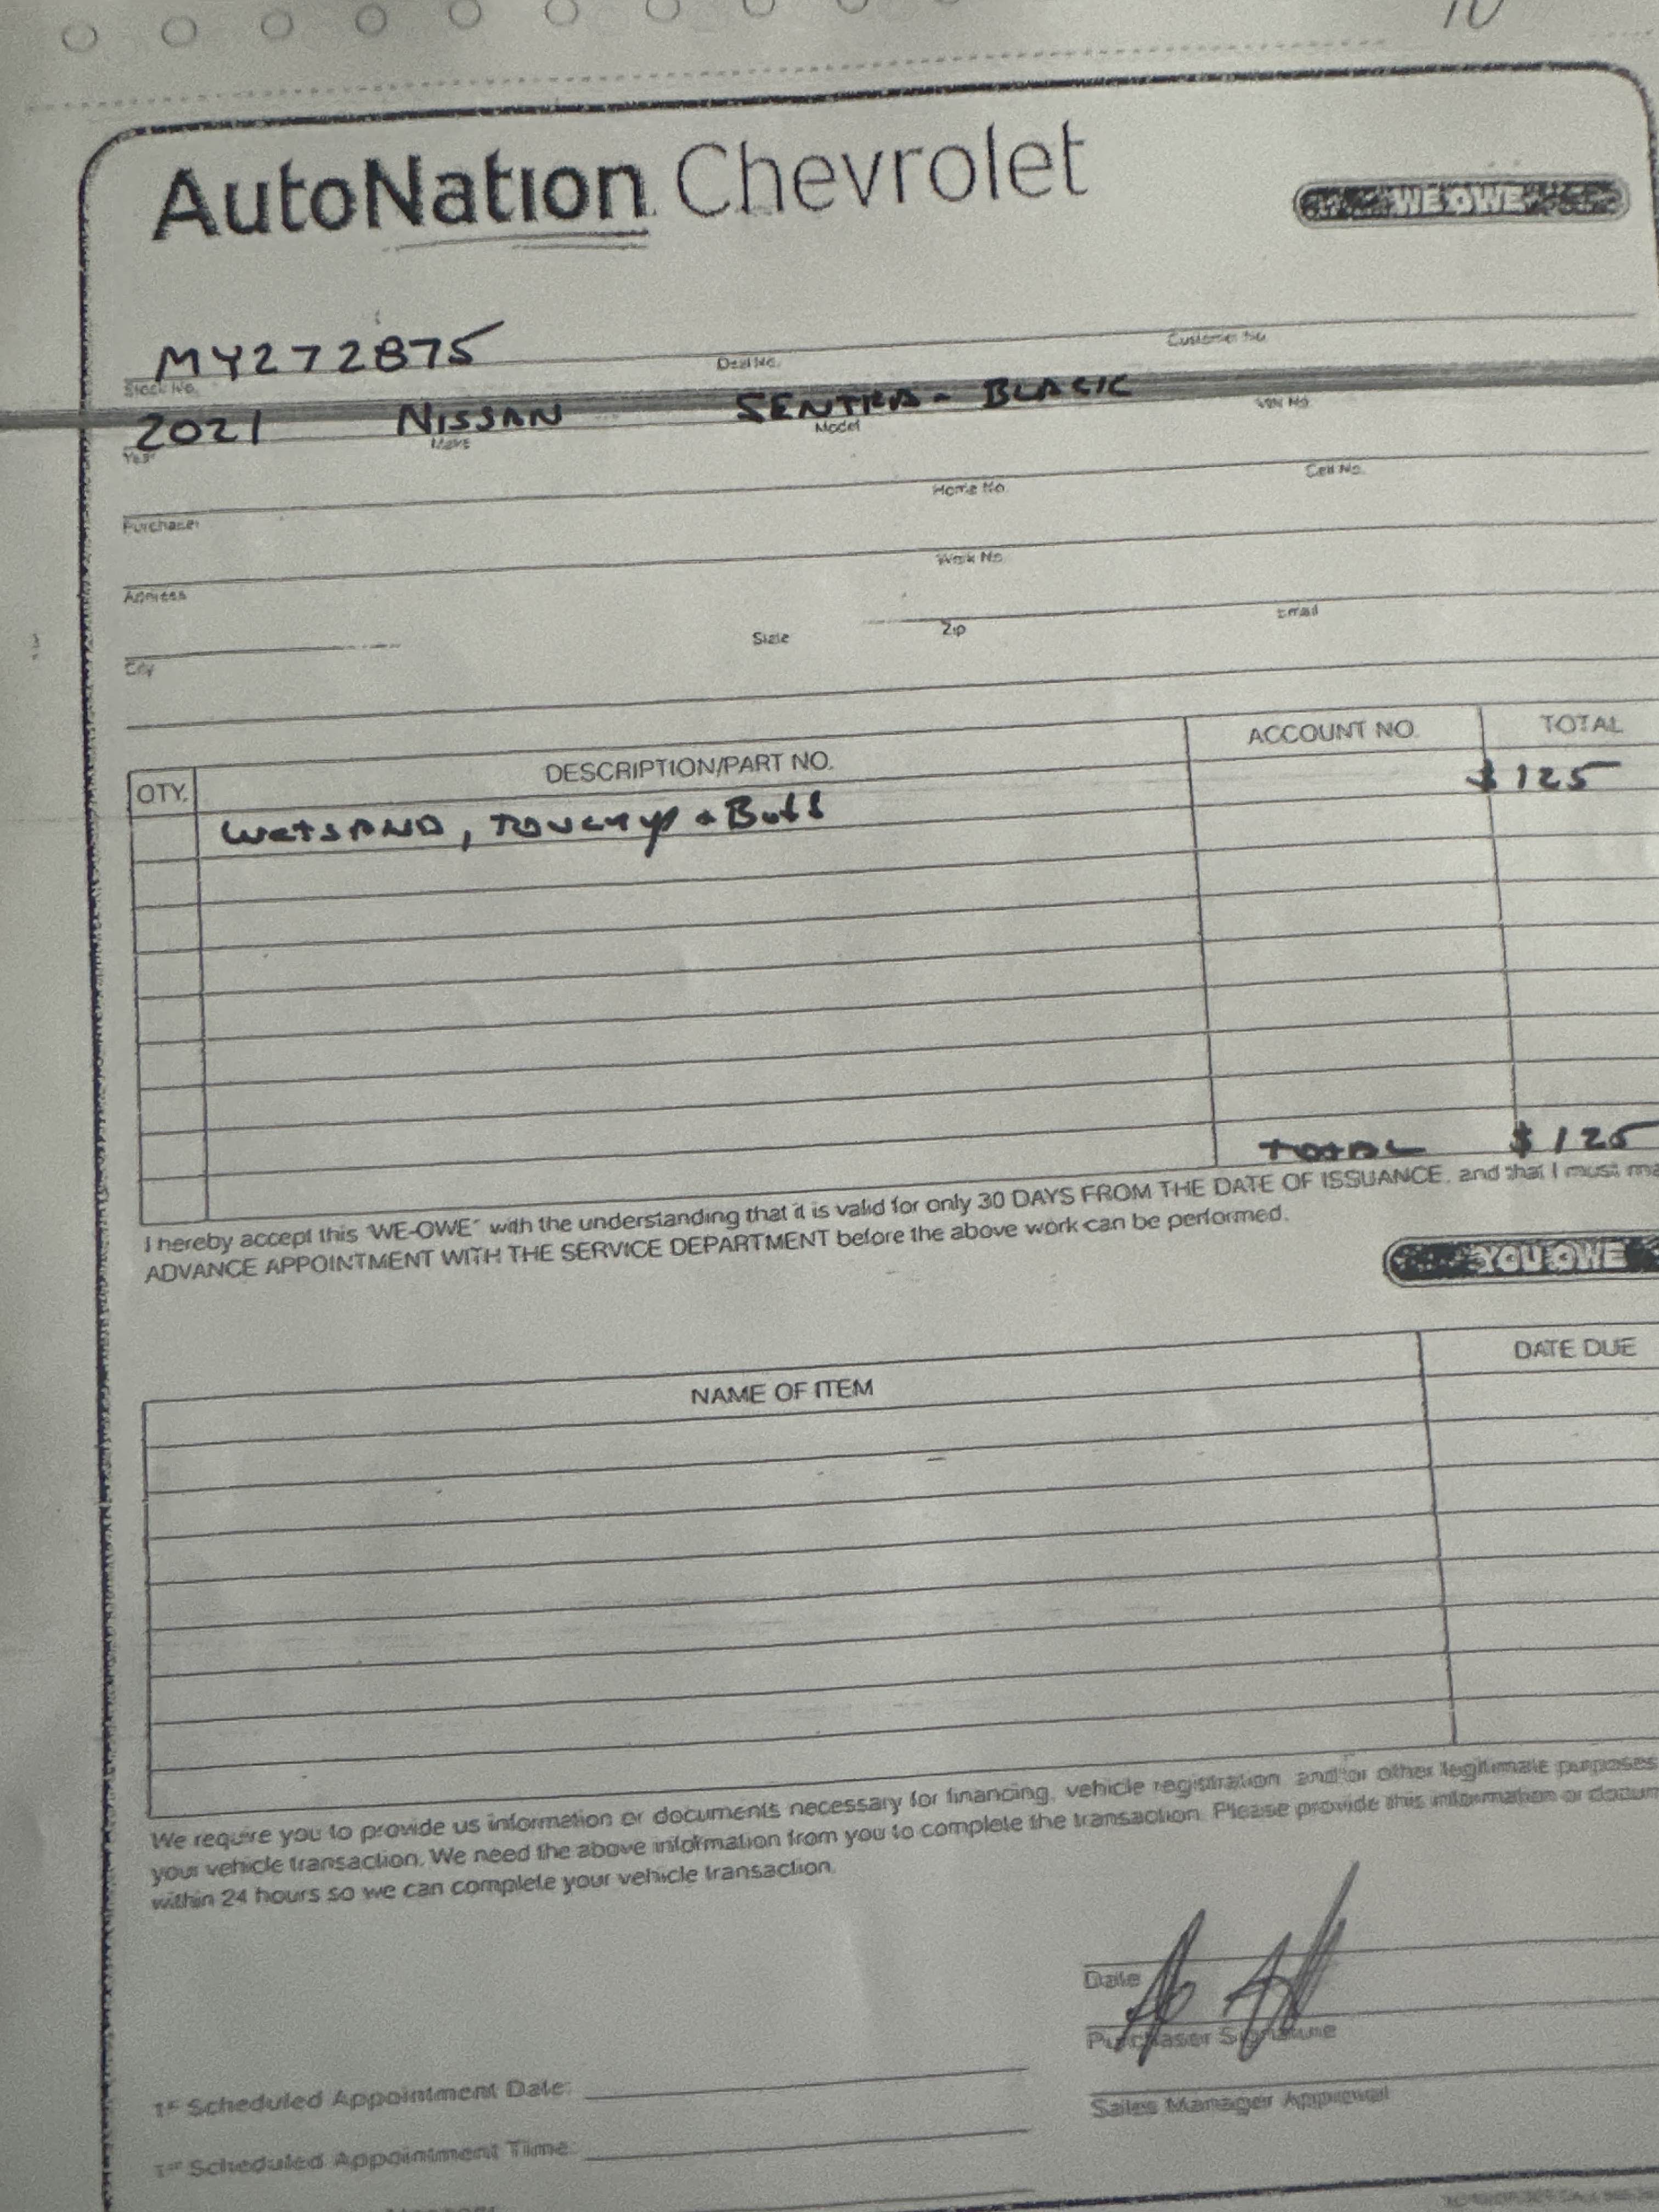 10
AutoNation Chevrolet
WE OWE
MY272875
Stock No. Deal No. Customer No.
2021 NISSAN SENTRA - BLACK
Year Make Model VIN No.
Purchaser Home No. Cell No.
Address Work No.
City State Zip Email
QTY. DESCRIPTION/PART NO. ACCOUNT NO. TOTAL
WetSAND, TOUCHup & Buff $125
TOTAL $125
I hereby accept this "WE-OWE" with the understanding that it is valid for only 30 DAYS FROM THE DATE OF ISSUANCE, and that I must
ADVANCE APPOINTMENT WITH THE SERVICE DEPARTMENT before the above work can be performed.
YOU OWE
NAME OF ITEM DATE DUE
We require you to provide us information or documents necessary for financing, vehicle registration and/or other legitimate purposes
your vehicle transaction. We need the above information from you to complete the transaction. Please provide this information or docum
within 24 hours so we can complete your vehicle transaction.
Date
Purchaser Signature
1st Scheduled Appointment Date:
Sales Manager Approval
1st Scheduled Appointment Time: